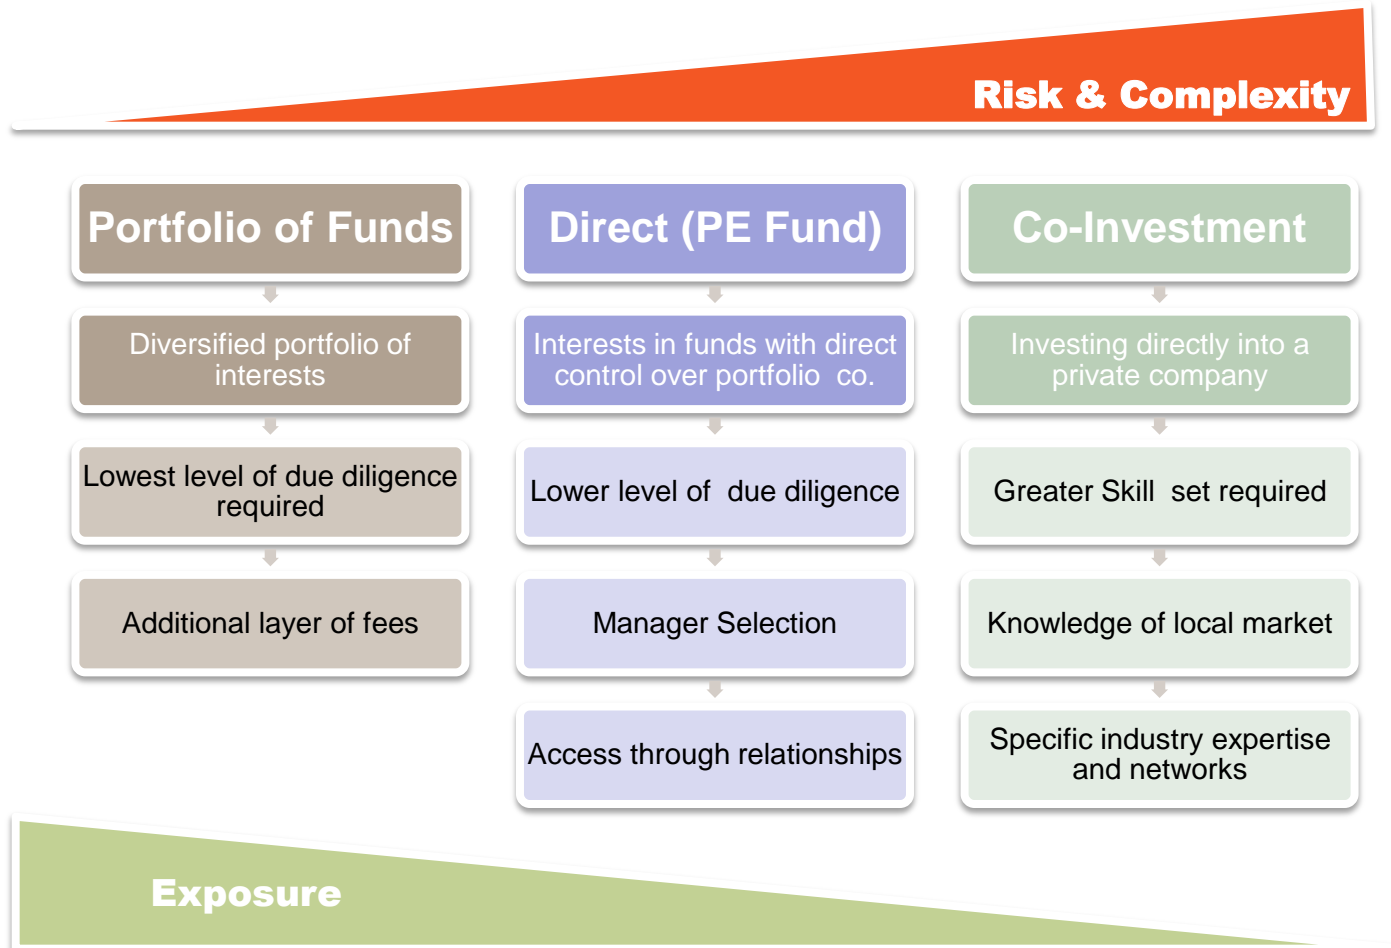 Risk & Complexity
Portfolio of Funds
Diversified portfolio of
interests
Lowest level of due diligence
required
Additional layer of fees
Direct (PE Fund)
Interests in funds with direct
control over portfolio  co.
Lower level of  due diligence
Manager Selection
Access through relationships
Co-Investment
Investing directly into a
private company
Greater Skill  set required
Knowledge of local market
Specific industry expertise
and networks
Exposure